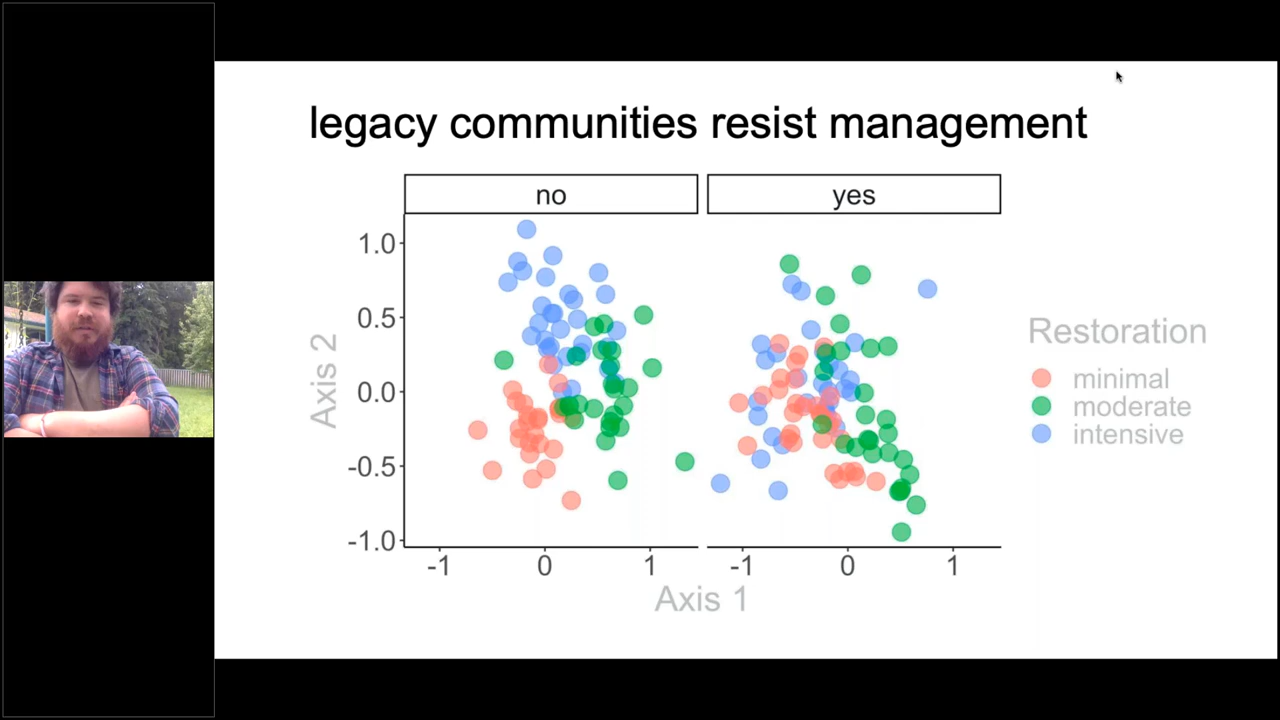 legacy communities resist management
no
yes
1.0
0.5
0.0
-0.5
-1.0
Axis 2
-1
0
1
-1
0
1
Axis 1
Restoration
minimal
moderate
intensive